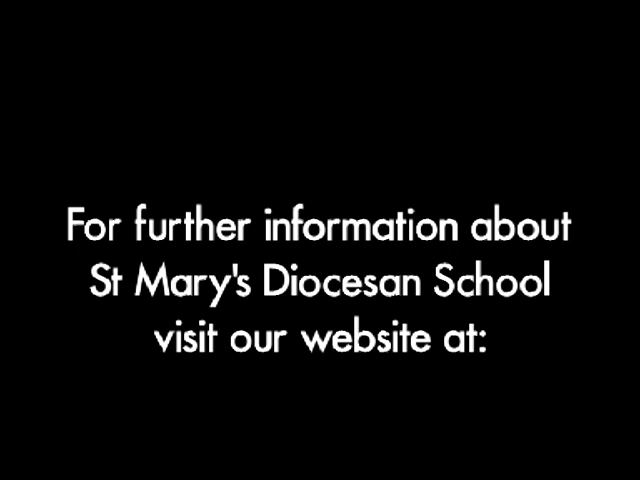 For further information about
St Mary's Diocesan School
visit our website at: